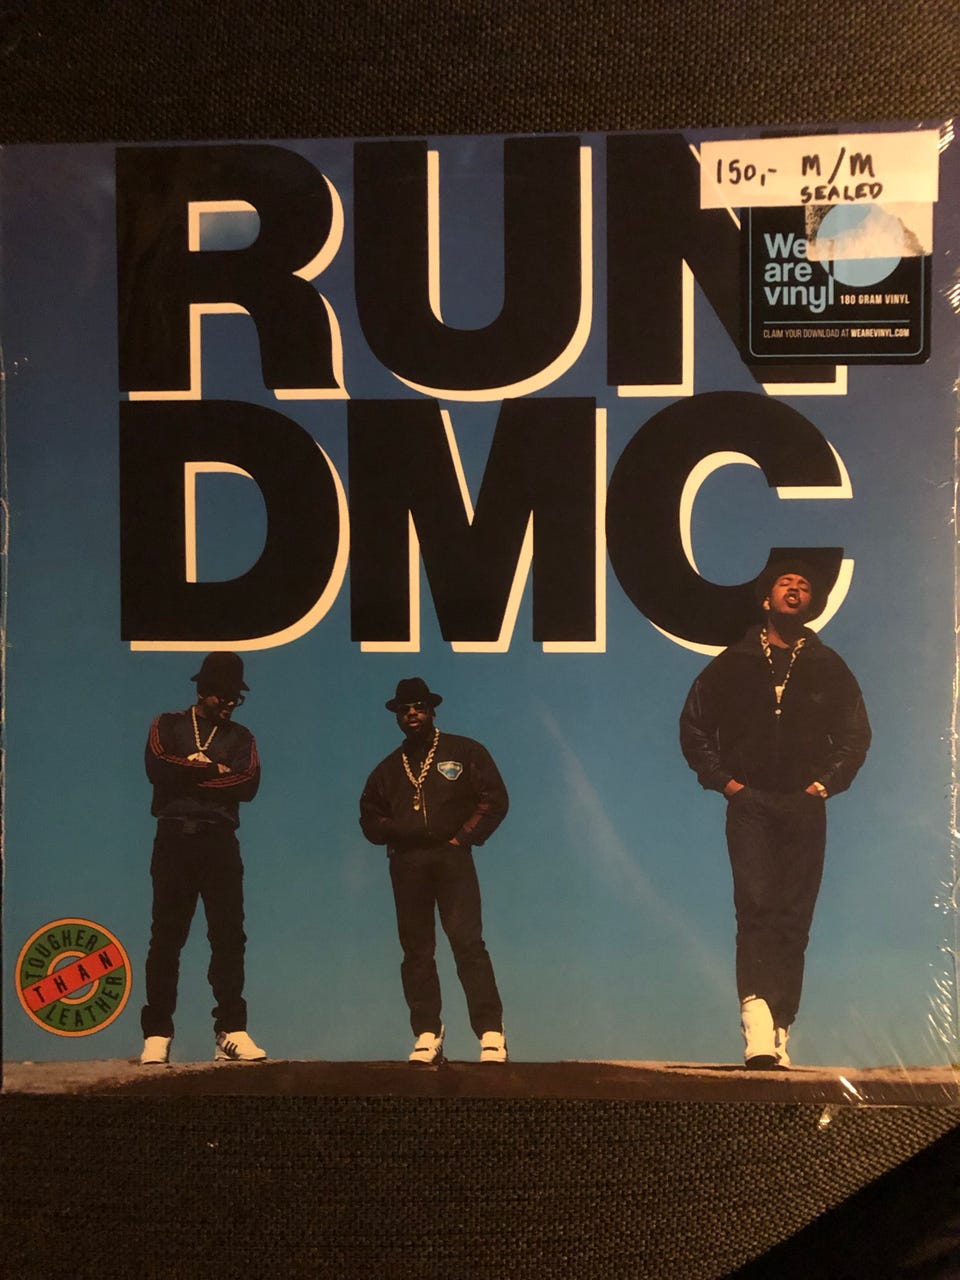 RUN
DMC
150,- M/M
SEALED
We
are
vinyl
180 GRAM VINYL
CLAIM YOUR DOWNLOAD AT WEAREVINYL.COM
TOUGHER
THAN
LEATHER